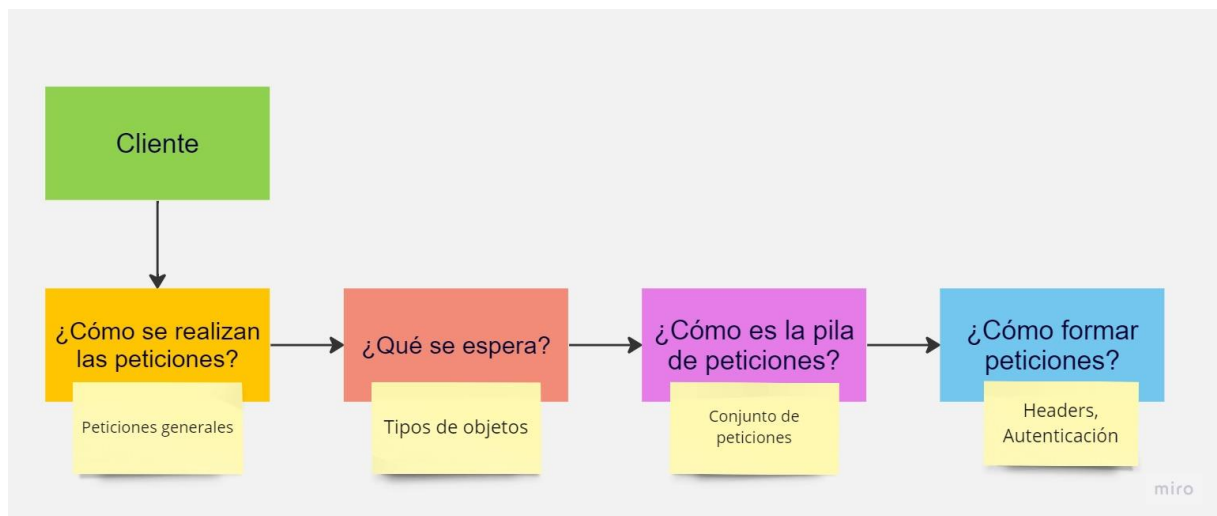 Cliente
¿Cómo se realizan
las peticiones?
Peticiones generales
¿Qué se espera?
Tipos de objetos
¿Cómo es la pila
de peticiones?
Conjunto de
peticiones
¿Cómo formar
peticiones?
Headers,
Autenticación
miro